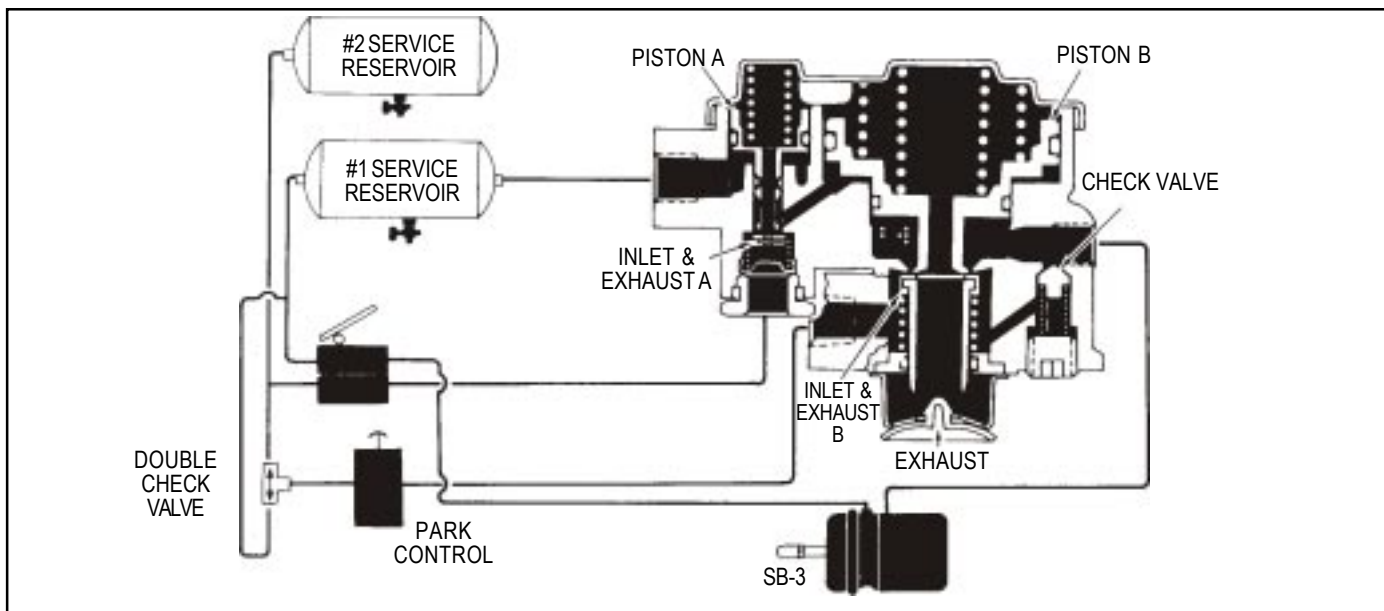 #2 SERVICE
RESERVOIR
PISTON A
PISTON B
#1 SERVICE
RESERVOIR
CHECK VALVE
INLET &
EXHAUST A
INLET &
EXHAUST
B
EXHAUST
DOUBLE
CHECK
VALVE
PARK
CONTROL
SB-3